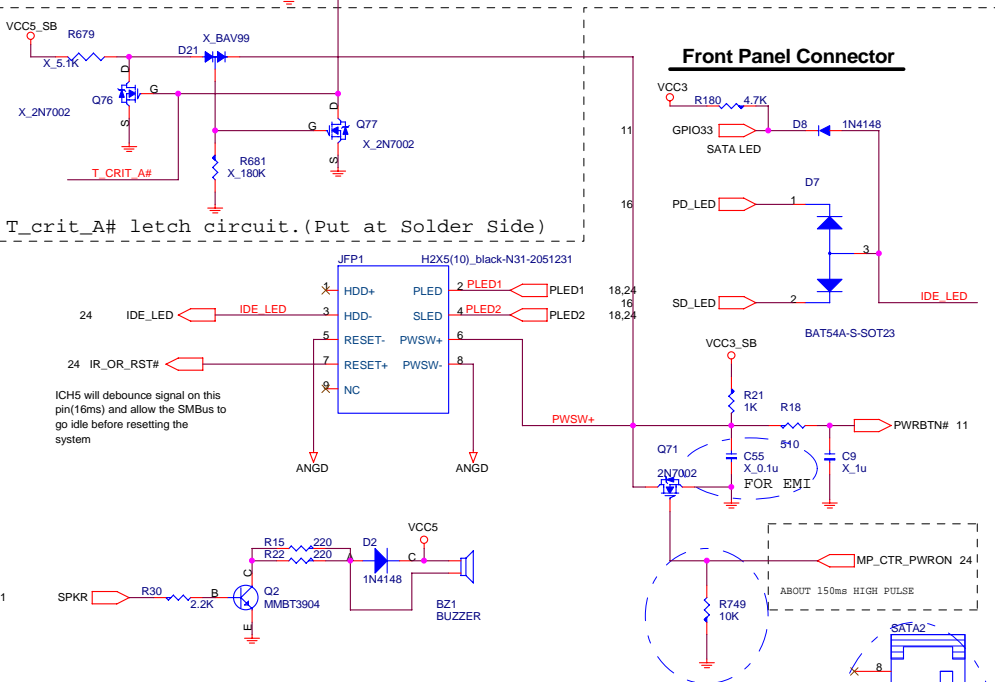 VCC5_SB
R679
X_5.1K
D21
X_BAV99
D
G
S
Q76
X_2N7002
D
G
S
Q77
X_2N7002
R681
X_180K
T_CRIT_A#
T_crit_A# letch circuit.(Put at Solder Side)
Front Panel Connector
VCC3
R180
4.7K
11
GPIO33
D8
1N4148
SATA LED
D7
16
PD_LED
1
3
SD_LED
2
IDE_LED
BAT54A-S-SOT23
JFP1
H2X5(10)_black-N31-2051231
1
HDD+
PLED
2
PLED1
PLED1
18,24
16
24
IDE_LED
IDE_LED
3
HDD-
SLED
4
PLED2
PLED2
18,24
5
RESET-
PWSW+
6
24
IR_OR_RST#
7
RESET+
PWSW-
8
9
NC
ICH5 will debounce signal on this
pin(16ms) and allow the SMBus to
go idle before resetting the
system
ANGD
ANGD
VCC3_SB
R21
1K
R18
510
PWSW+
PWRBTN#
11
Q71
2N7002
C55
X_0.1u
C9
X_1u
FOR EMI
MP_CTR_PWRON
24
ABOUT 150ms HIGH PULSE
R749
10K
VCC5
R15
220
R22
220
D2
A
C
1N4148
1
SPKR
R30
2.2K
B
C
E
Q2
MMBT3904
BZ1
BUZZER
SATA2
8